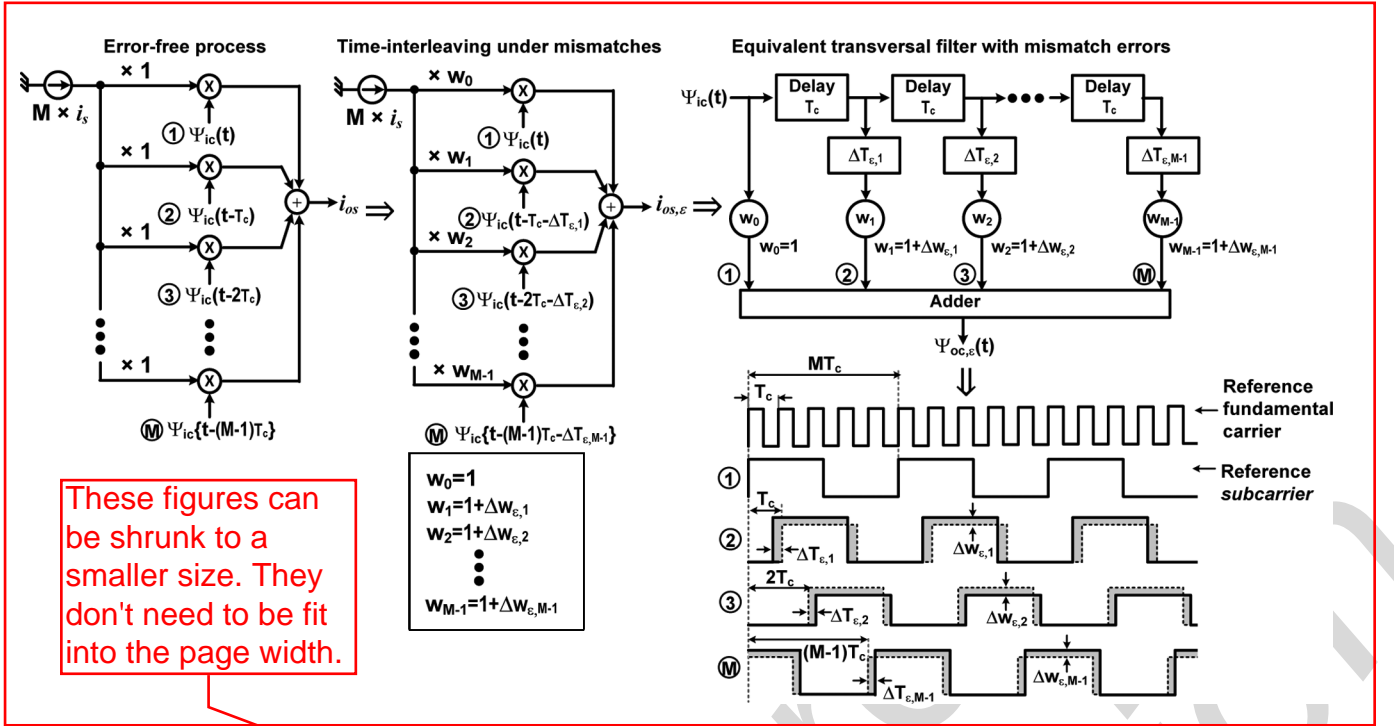 Error-free process
× 1
M × iₛ
① Ψic(t)
× 1
② Ψic(t-Tc)
× 1
③ Ψic(t-2Tc)
× 1
Ⓜ Ψic{t-(M-1)Tc}
X
X
X
X
+
ios
⇒
Time-interleaving under mismatches
× w0
M × iₛ
① Ψic(t)
× w1
② Ψic(t-Tc-ΔTε,1)
× w2
③ Ψic(t-2Tc-ΔTε,2)
× wM-1
Ⓜ Ψic{t-(M-1)Tc-ΔTε,M-1}
X
X
X
X
+
ios,ε
⇒
w0=1
w1=1+Δwε,1
w2=1+Δwε,2
wM-1=1+Δwε,M-1
Equivalent transversal filter with mismatch errors
Ψic(t)
Delay
Tc
Delay
Tc
Delay
Tc
ΔTε,1
ΔTε,2
ΔTε,M-1
w0
w1
w2
wM-1
w0=1
w1=1+Δwε,1
w2=1+Δwε,2
wM-1=1+Δwε,M-1
①
②
③
Ⓜ
Adder
Ψoc,ε(t)
⇓
MTc
Tc
Reference
fundamental
carrier
①
Reference
subcarrier
Tc
②
ΔTε,1
Δwε,1
2Tc
③
ΔTε,2
Δwε,2
(M-1)Tc
Ⓜ
ΔTε,M-1
Δwε,M-1
These figures can
be shrunk to a
smaller size. They
don't need to be fit
into the page width.